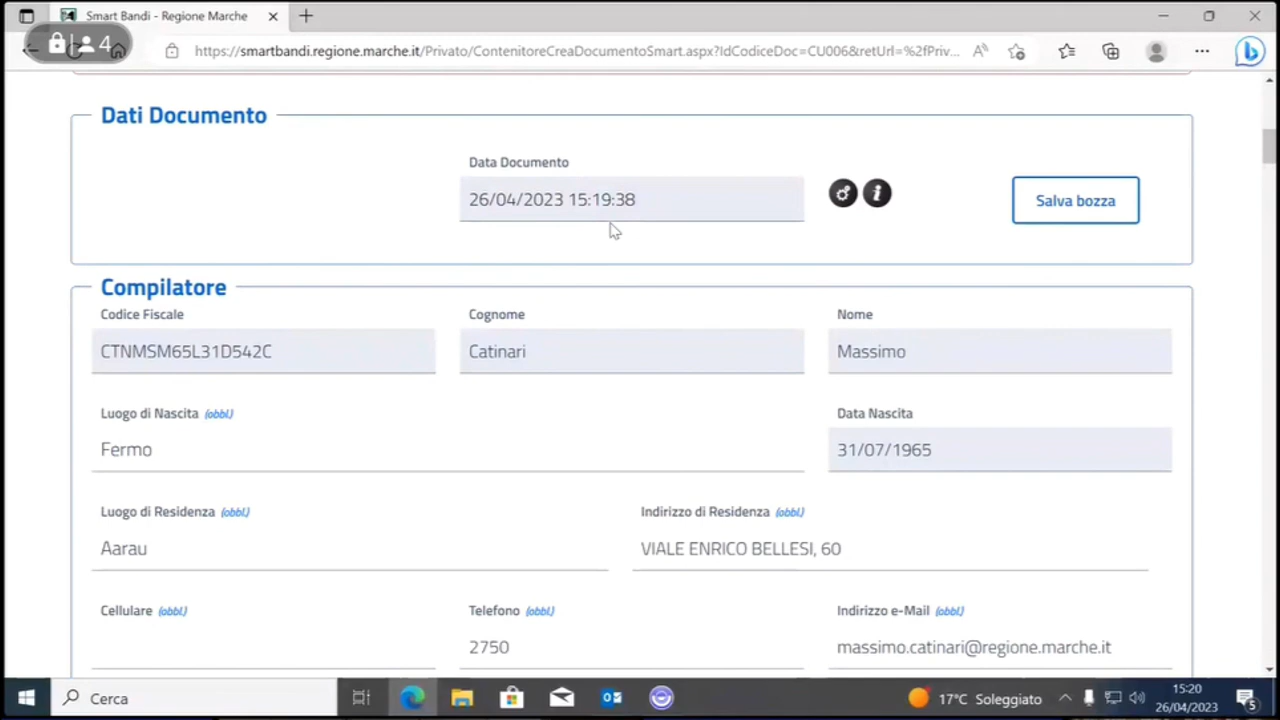 Smart Bandi - Regione Marche
4
https://smartbandi.regione.marche.it/Privato/ContenitoreCreaDocumentoSmart.aspx?IdCodiceDoc=CU006&retUrl=%2fPriv...
Dati Documento
Data Documento
26/04/2023 15:19:38
Salva bozza
Compilatore
Codice Fiscale
Cognome
Nome
CTNMSM65L31D542C
Catinari
Massimo
Luogo di Nascita (obbl.)
Data Nascita
Fermo
31/07/1965
Luogo di Residenza (obbl.)
Indirizzo di Residenza (obbl.)
Aarau
VIALE ENRICO BELLESI, 60
Cellulare (obbl.)
Telefono (obbl.)
Indirizzo e-Mail (obbl.)
2750
massimo.catinari@regione.marche.it
Cerca
17°C Soleggiato
15:20
26/04/2023
5